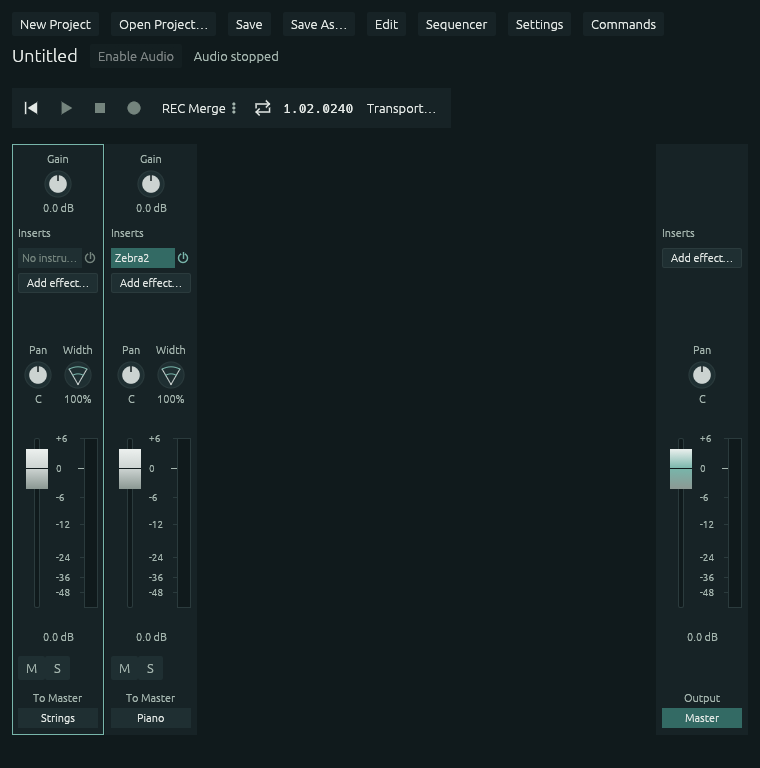 New Project Open Project... Save Save As... Edit Sequencer Settings Commands
Untitled Enable Audio Audio stopped
REC Merge 1.02.0240 Transport...
Gain Gain
0.0 dB 0.0 dB
Inserts Inserts Inserts
No instru... Zebra2 Add effect...
Add effect... Add effect...
Pan Width Pan Width Pan
C 100% C 100% C
+6 +6 +6
0 0 0
-6 -6 -6
-12 -12 -12
-24 -24 -24
-36 -36 -36
-48 -48 -48
0.0 dB 0.0 dB 0.0 dB
M S M S
To Master To Master Output
Strings Piano Master